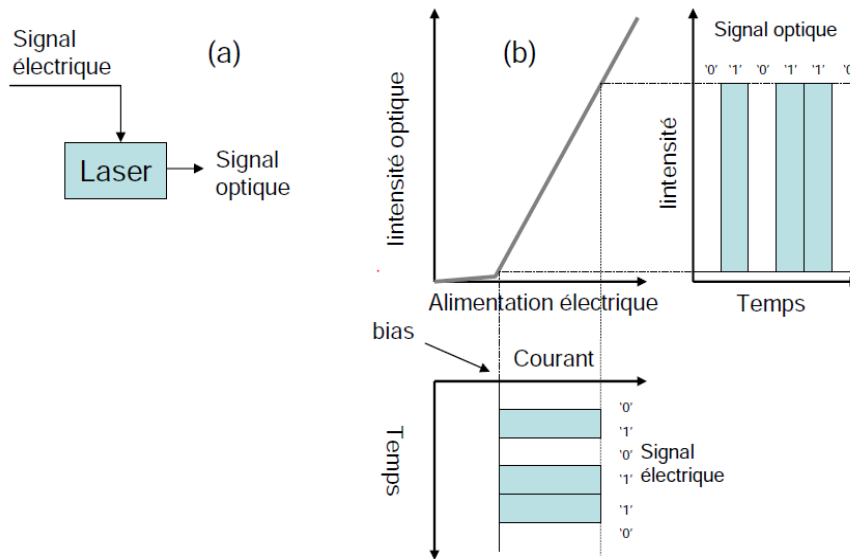 Signal
électrique
(a)
Laser
Signal
optique
(b)
Iintensité optique
Alimentation électrique
Signal optique
'0' '1' '0' '1' '1' '0'
Iintensité
Temps
bias
Courant
Temps
'0'
'1'
'0'
'1'
'1'
'0'
Signal
électrique